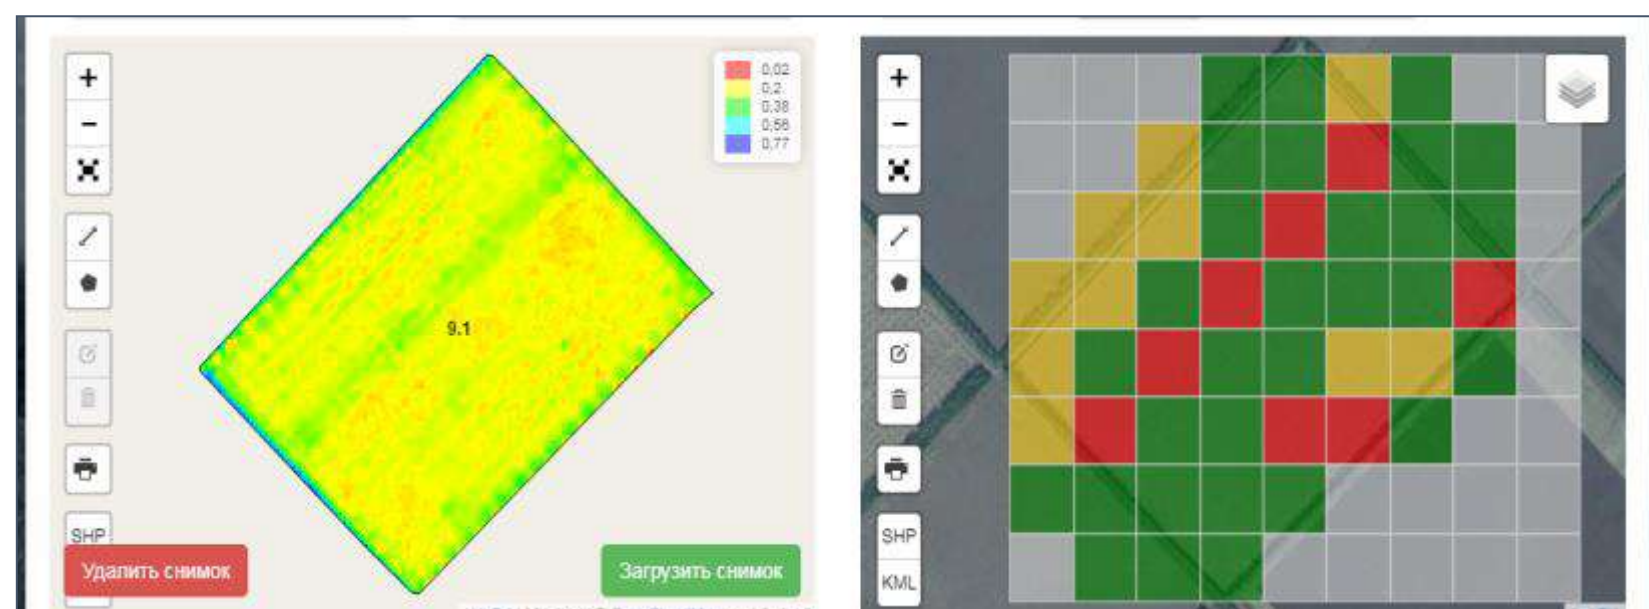 +
−
0,02
0,2
0,38
0,56
0,77
9.1
SHP
Удалить снимок
Загрузить снимок
+
−
SHP
KML